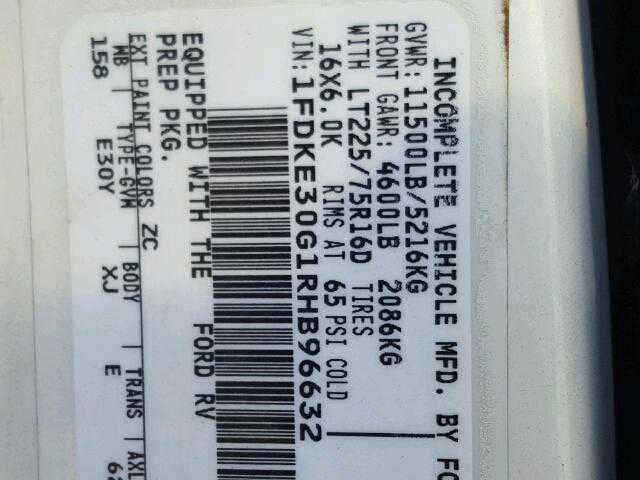 INCOMPLETE VEHICLE MFD. BY FO
GVWR: 11500LB/5216KG
FRONT GAWR: 4600LB 2086KG
WITH LT225/75R16D TIRES
16X6.0K RIMS AT 65 PSI COLD
VIN: 1FDKE30G1RHB96632
EQUIPPED WITH THE FORD RV
PREP PKG.
EXT PAINT COLORS ZC
WB TYPE-GVM BODY TRANS AXL
158 E30Y XJ E 62